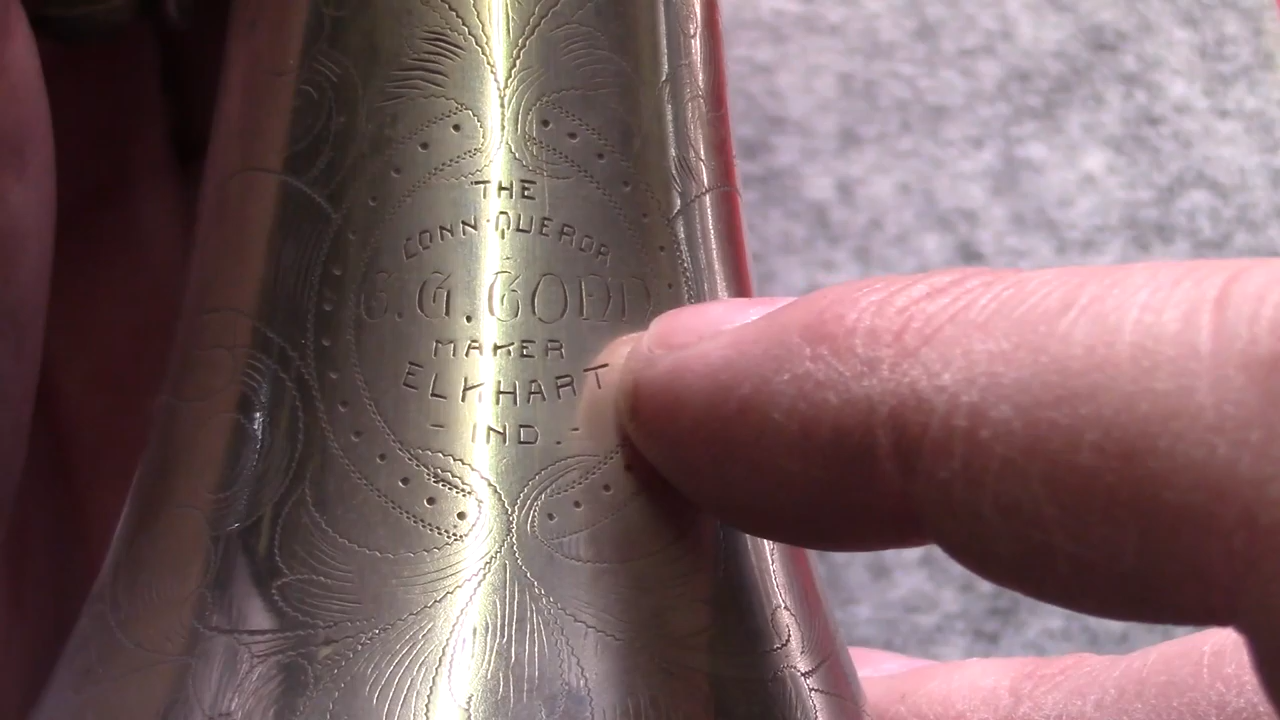 THE
CONN-QUEROR
C.G. CONN
MAKER
ELKHART
- IND. -